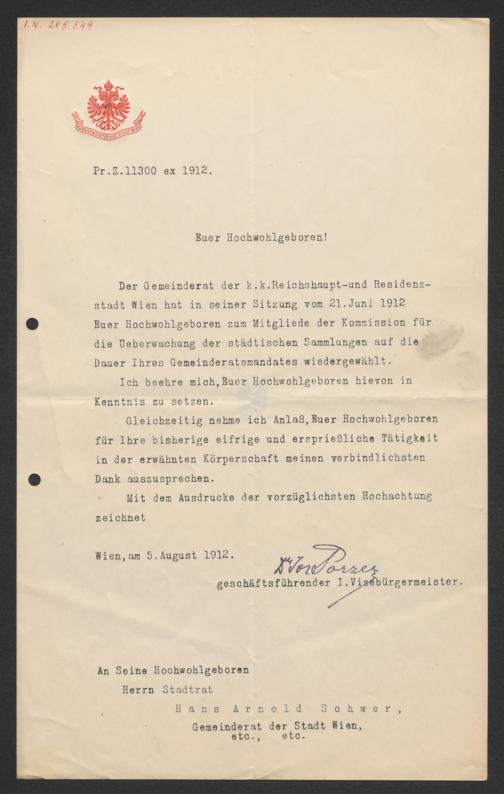 I.N. 205.549
Pr.Z.11300 ex 1912.
Euer Hochwohlgeboren!
Der Gemeinderat der k.k.Reichshaupt-und Residenz-
stadt Wien hat in seiner Sitzung vom 21.Juni 1912
Euer Hochwohlgeboren zum Mitgliede der Kommission für
die Ueberwachung der städtischen Sammlungen auf die
Dauer Ihres Gemeinderatsmandates wiedergewählt.
Ich beehre mich,Euer Hochwohlgeboren hievon in
Kenntnis zu setzen.
Gleichzeitig nehme ich Anlaß,Euer Hochwohlgeboren
für Ihre bisherige eifrige und ersprießliche Tätigkeit
in der erwähnten Körperschaft meinen verbindlichsten
Dank auszusprechen.
Mit dem Ausdrucke der vorzüglichsten Hochachtung
zeichnet
Wien,am 5.August 1912.
Dr Jos Porzer
geschäftsführender I.Vizebürgermeister.
An Seine Hochwohlgeboren
Herrn Stadtrat
Hans Arnold Schwer,
Gemeinderat der Stadt Wien,
etc., etc.